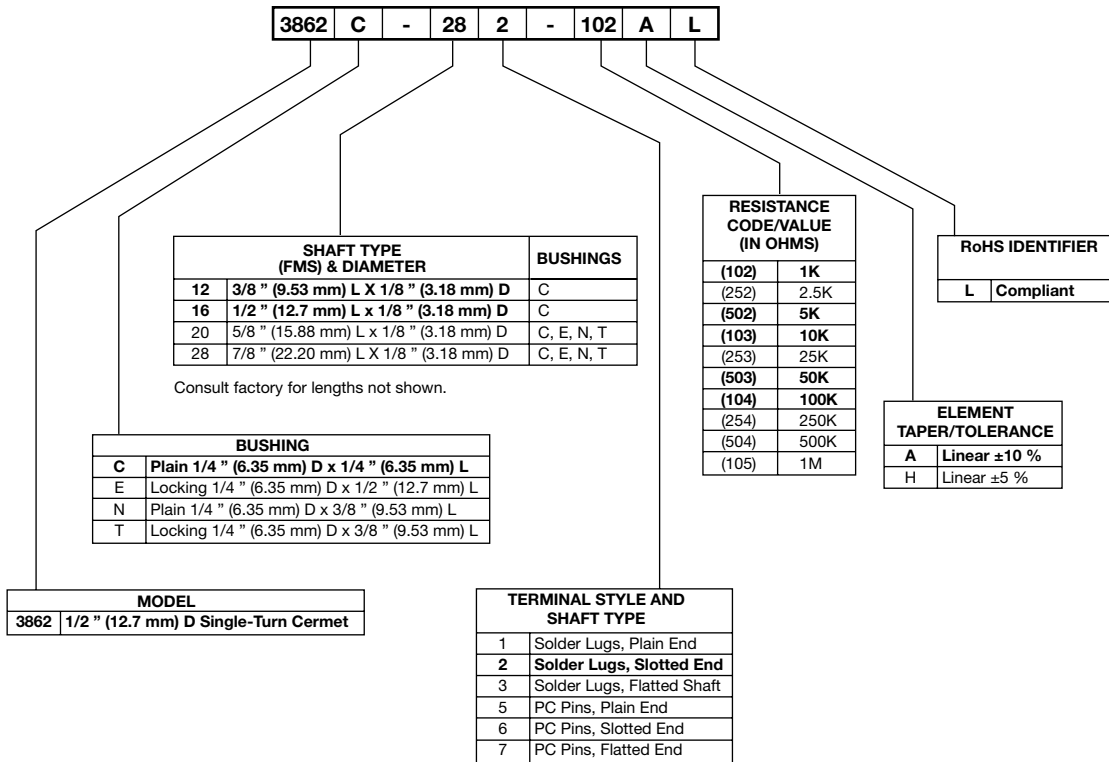 3862 C - 28 2 - 102 A L
SHAFT TYPE
(FMS) & DIAMETER BUSHINGS
12 3/8 ” (9.53 mm) L X 1/8 ” (3.18 mm) D C
16 1/2 ” (12.7 mm) L x 1/8 ” (3.18 mm) D C
20 5/8 ” (15.88 mm) L x 1/8 ” (3.18 mm) D C, E, N, T
28 7/8 ” (22.20 mm) L X 1/8 ” (3.18 mm) D C, E, N, T
Consult factory for lengths not shown.
RESISTANCE
CODE/VALUE
(IN OHMS)
(102) 1K
(252) 2.5K
(502) 5K
(103) 10K
(253) 25K
(503) 50K
(104) 100K
(254) 250K
(504) 500K
(105) 1M
RoHS IDENTIFIER
L Compliant
ELEMENT
TAPER/TOLERANCE
A Linear ±10 %
H Linear ±5 %
BUSHING
C Plain 1/4 ” (6.35 mm) D x 1/4 ” (6.35 mm) L
E Locking 1/4 ” (6.35 mm) D x 1/2 ” (12.7 mm) L
N Plain 1/4 ” (6.35 mm) D x 3/8 ” (9.53 mm) L
T Locking 1/4 ” (6.35 mm) D x 3/8 ” (9.53 mm) L
MODEL
3862 1/2 ” (12.7 mm) D Single-Turn Cermet
TERMINAL STYLE AND
SHAFT TYPE
1 Solder Lugs, Plain End
2 Solder Lugs, Slotted End
3 Solder Lugs, Flatted Shaft
5 PC Pins, Plain End
6 PC Pins, Slotted End
7 PC Pins, Flatted End